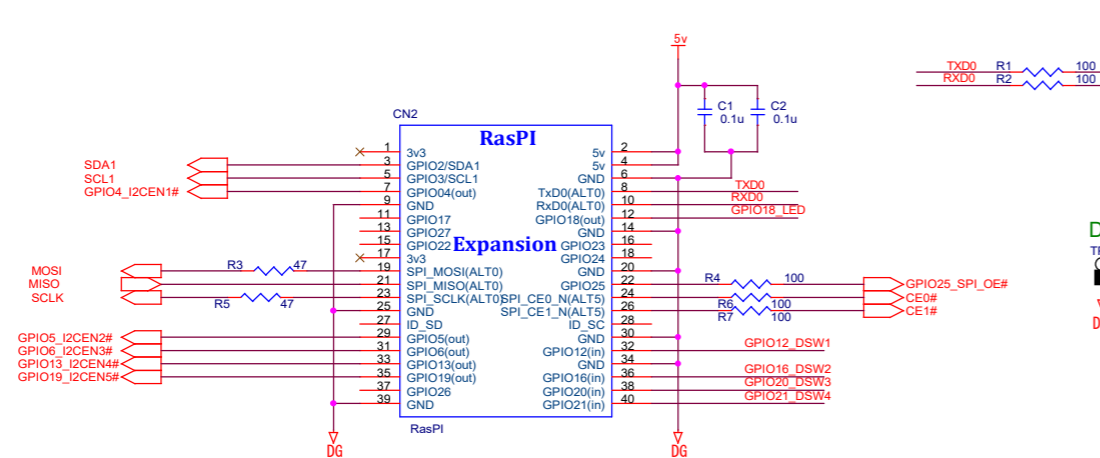 5v
TXD0 R1 100
RXD0 R2 100
C1 C2
0.1u 0.1u
CN2
RasPI
1 3v3 5v 2
SDA1 3 GPIO2/SDA1 5v 4
SCL1 5 GPIO3/SCL1 GND 6
GPIO4_I2CEN1# 7 GPIO04(out) TxD0(ALT0) 8 TXD0
9 GND RxD0(ALT0) 10 RXD0
11 GPIO17 GPIO18(out) 12 GPIO18_LED
13 GPIO27 GND 14
15 GPIO22 GPIO23 16
Expansion
17 3v3 GPIO24 18
MOSI R3 47 19 SPI_MOSI(ALT0) GND 20
MISO 21 SPI_MISO(ALT0) GPIO25 22 R4 100 GPIO25_SPI_OE#
SCLK R5 47 23 SPI_SCLK(ALT0) SPI_CE0_N(ALT5) 24 R6 100 CE0#
25 GND SPI_CE1_N(ALT5) 26 R7 100 CE1#
27 ID_SD ID_SC 28
GPIO5_I2CEN2# 29 GPIO5(out) GND 30
GPIO6_I2CEN3# 31 GPIO6(out) GPIO12(in) 32 GPIO12_DSW1
GPIO13_I2CEN4# 33 GPIO13(out) GND 34
GPIO19_I2CEN5# 35 GPIO19(out) GPIO16(in) 36 GPIO16_DSW2
37 GPIO26 GPIO20(in) 38 GPIO20_DSW3
39 GND GPIO21(in) 40 GPIO21_DSW4
RasPI
DG DG